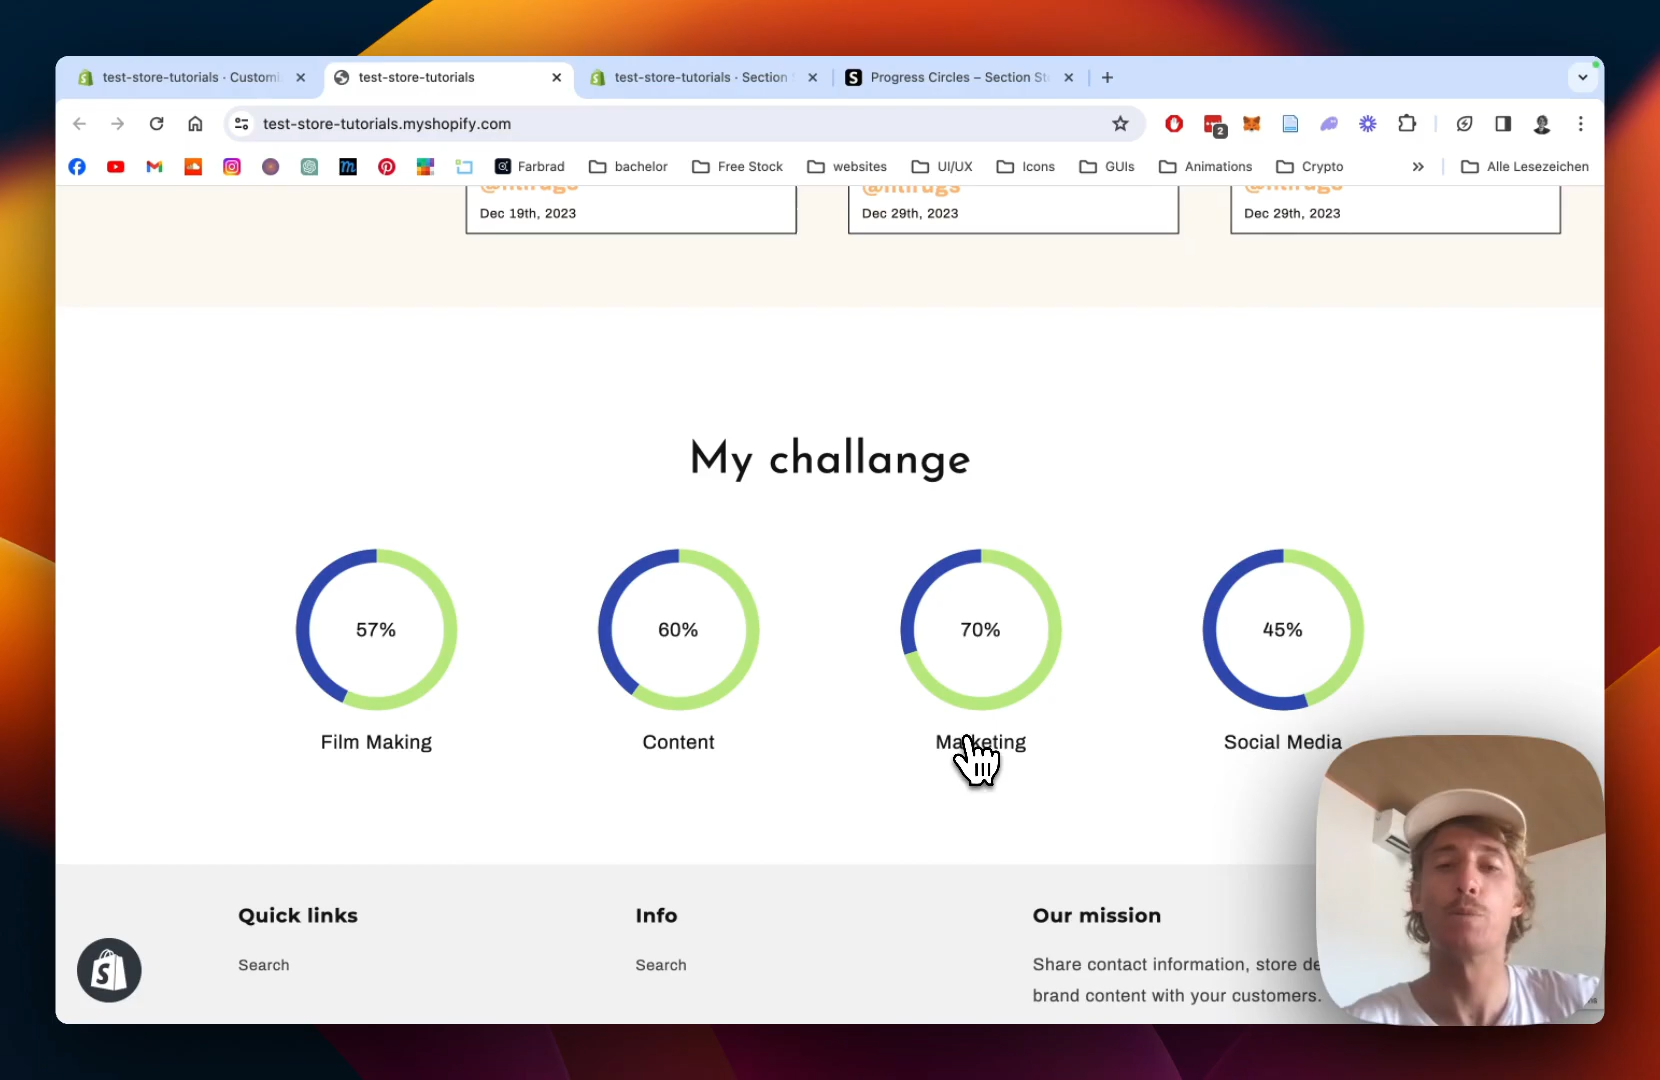 test-store-tutorials · Customi
test-store-tutorials
test-store-tutorials · Section
Progress Circles – Section St
test-store-tutorials.myshopify.com
2
Farbrad
bachelor
Free Stock
websites
UI/UX
Icons
GUIs
Animations
Crypto
Alle Lesezeichen
Dec 19th, 2023
Dec 29th, 2023
Dec 29th, 2023
My challange
57%
60%
70%
45%
Film Making
Content
Marketing
Social Media
Quick links
Info
Our mission
Search
Search
Share contact information, store de
brand content with your customers.